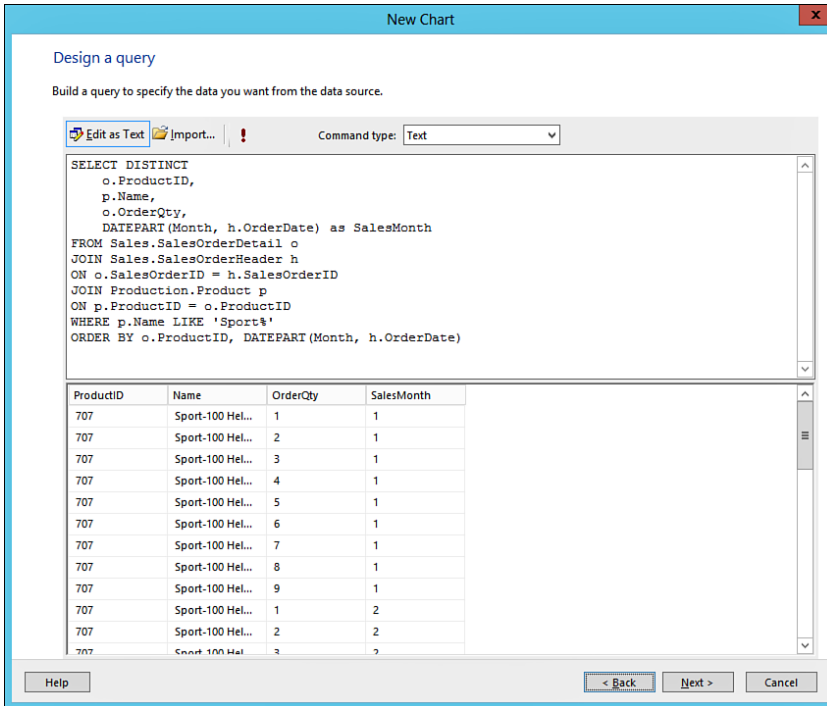 New Chart
x
Design a query
Build a query to specify the data you want from the data source.
Edit as Text Import... ! Command type: Text
SELECT DISTINCT
o.ProductID,
p.Name,
o.OrderQty,
DATEPART(Month, h.OrderDate) as SalesMonth
FROM Sales.SalesOrderDetail o
JOIN Sales.SalesOrderHeader h
ON o.SalesOrderID = h.SalesOrderID
JOIN Production.Product p
ON p.ProductID = o.ProductID
WHERE p.Name LIKE 'Sport%'
ORDER BY o.ProductID, DATEPART(Month, h.OrderDate)
ProductID Name OrderQty SalesMonth
707 Sport-100 Hel... 1 1
707 Sport-100 Hel... 2 1
707 Sport-100 Hel... 3 1
707 Sport-100 Hel... 4 1
707 Sport-100 Hel... 5 1
707 Sport-100 Hel... 6 1
707 Sport-100 Hel... 7 1
707 Sport-100 Hel... 8 1
707 Sport-100 Hel... 9 1
707 Sport-100 Hel... 1 2
707 Sport-100 Hel... 2 2
707 Sport-100 Hel... 3 2
Help < Back Next > Cancel